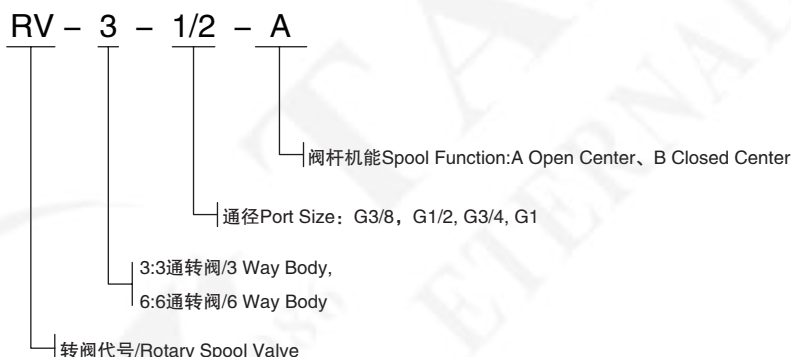 RV – 3 – 1/2 – A
阀杆机能Spool Function:A Open Center、B Closed Center
通径Port Size：G3/8，G1/2, G3/4, G1
3:3通转阀/3 Way Body,
6:6通转阀/6 Way Body
转阀代号/Rotary Spool Valve